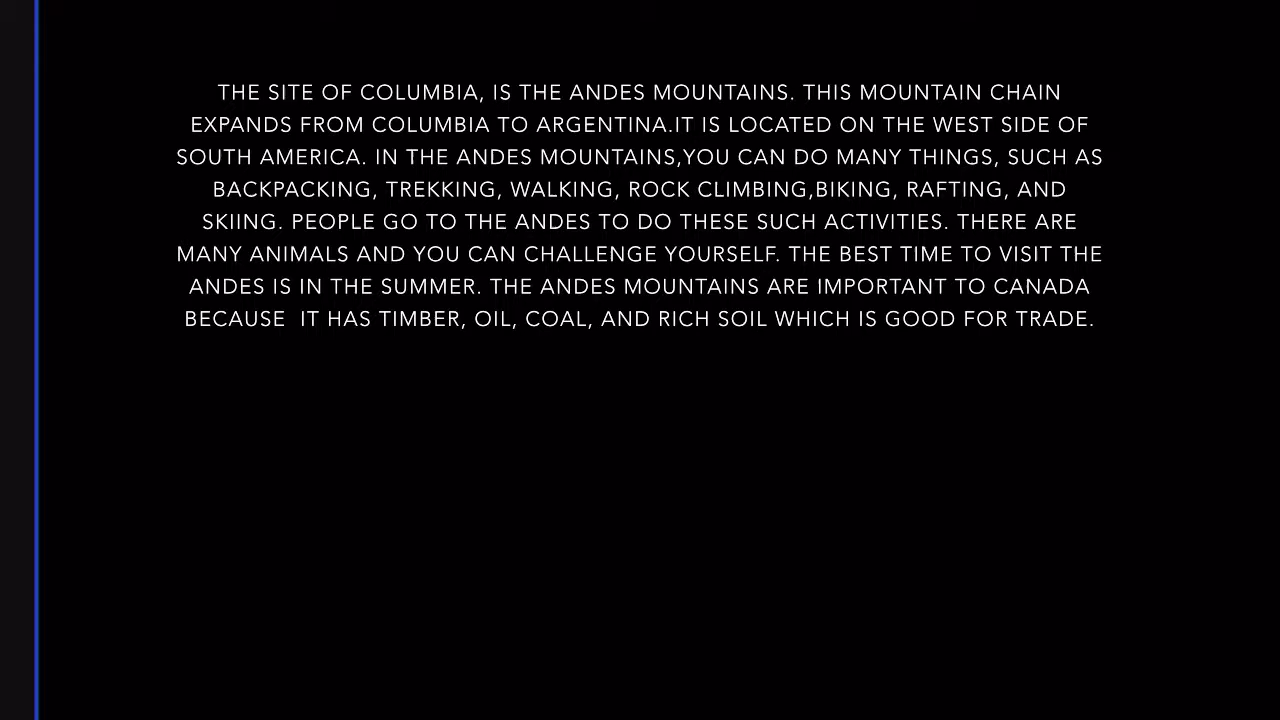 THE SITE OF COLUMBIA, IS THE ANDES MOUNTAINS. THIS MOUNTAIN CHAIN
EXPANDS FROM COLUMBIA TO ARGENTINA.IT IS LOCATED ON THE WEST SIDE OF
SOUTH AMERICA. IN THE ANDES MOUNTAINS,YOU CAN DO MANY THINGS, SUCH AS
BACKPACKING, TREKKING, WALKING, ROCK CLIMBING,BIKING, RAFTING, AND
SKIING. PEOPLE GO TO THE ANDES TO DO THESE SUCH ACTIVITIES. THERE ARE
MANY ANIMALS AND YOU CAN CHALLENGE YOURSELF. THE BEST TIME TO VISIT THE
ANDES IS IN THE SUMMER. THE ANDES MOUNTAINS ARE IMPORTANT TO CANADA
BECAUSE  IT HAS TIMBER, OIL, COAL, AND RICH SOIL WHICH IS GOOD FOR TRADE.